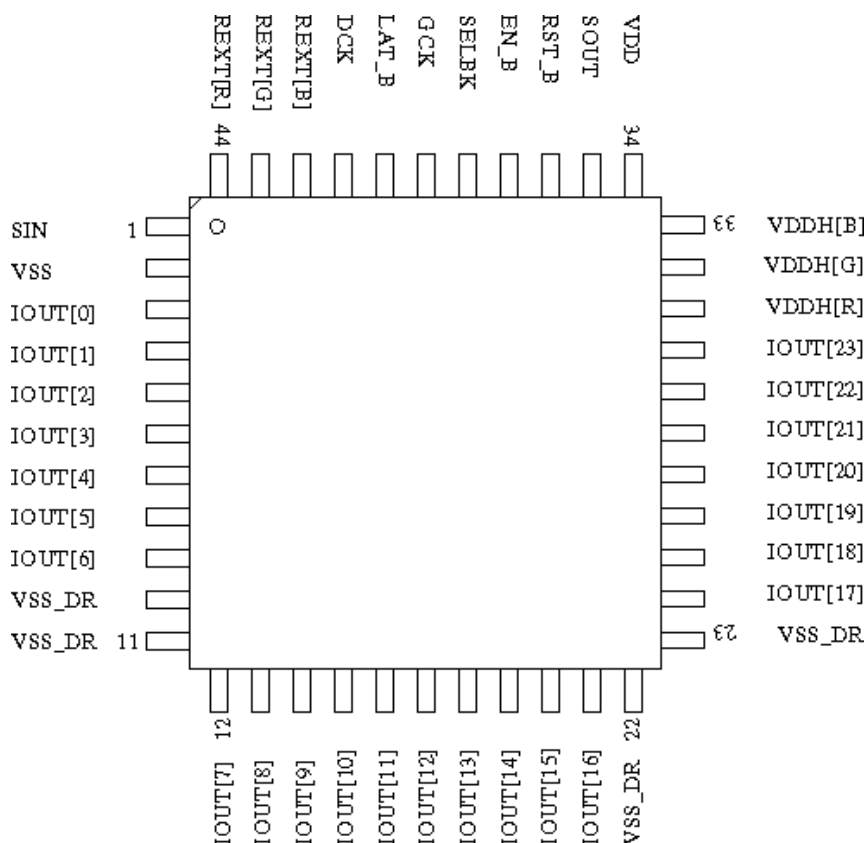 REXT[R]
REXT[G]
REXT[B]
DCK
LAT_B
GCK
SELBK
EN_B
RST_B
SOUT
VDD
44
34
SIN 1
VSS
IOUT[0]
IOUT[1]
IOUT[2]
IOUT[3]
IOUT[4]
IOUT[5]
IOUT[6]
VSS_DR
VSS_DR 11
33 VDDH[B]
VDDH[G]
VDDH[R]
IOUT[23]
IOUT[22]
IOUT[21]
IOUT[20]
IOUT[19]
IOUT[18]
IOUT[17]
23 VSS_DR
12
22
IOUT[7]
IOUT[8]
IOUT[9]
IOUT[10]
IOUT[11]
IOUT[12]
IOUT[13]
IOUT[14]
IOUT[15]
IOUT[16]
VSS_DR